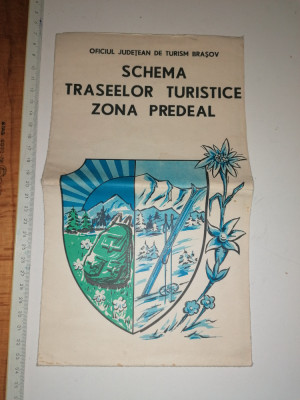 OFICIUL JUDEȚEAN DE TURISM BRAȘOV
SCHEMA
TRASEELOR TURISTICE
ZONA PREDEAL